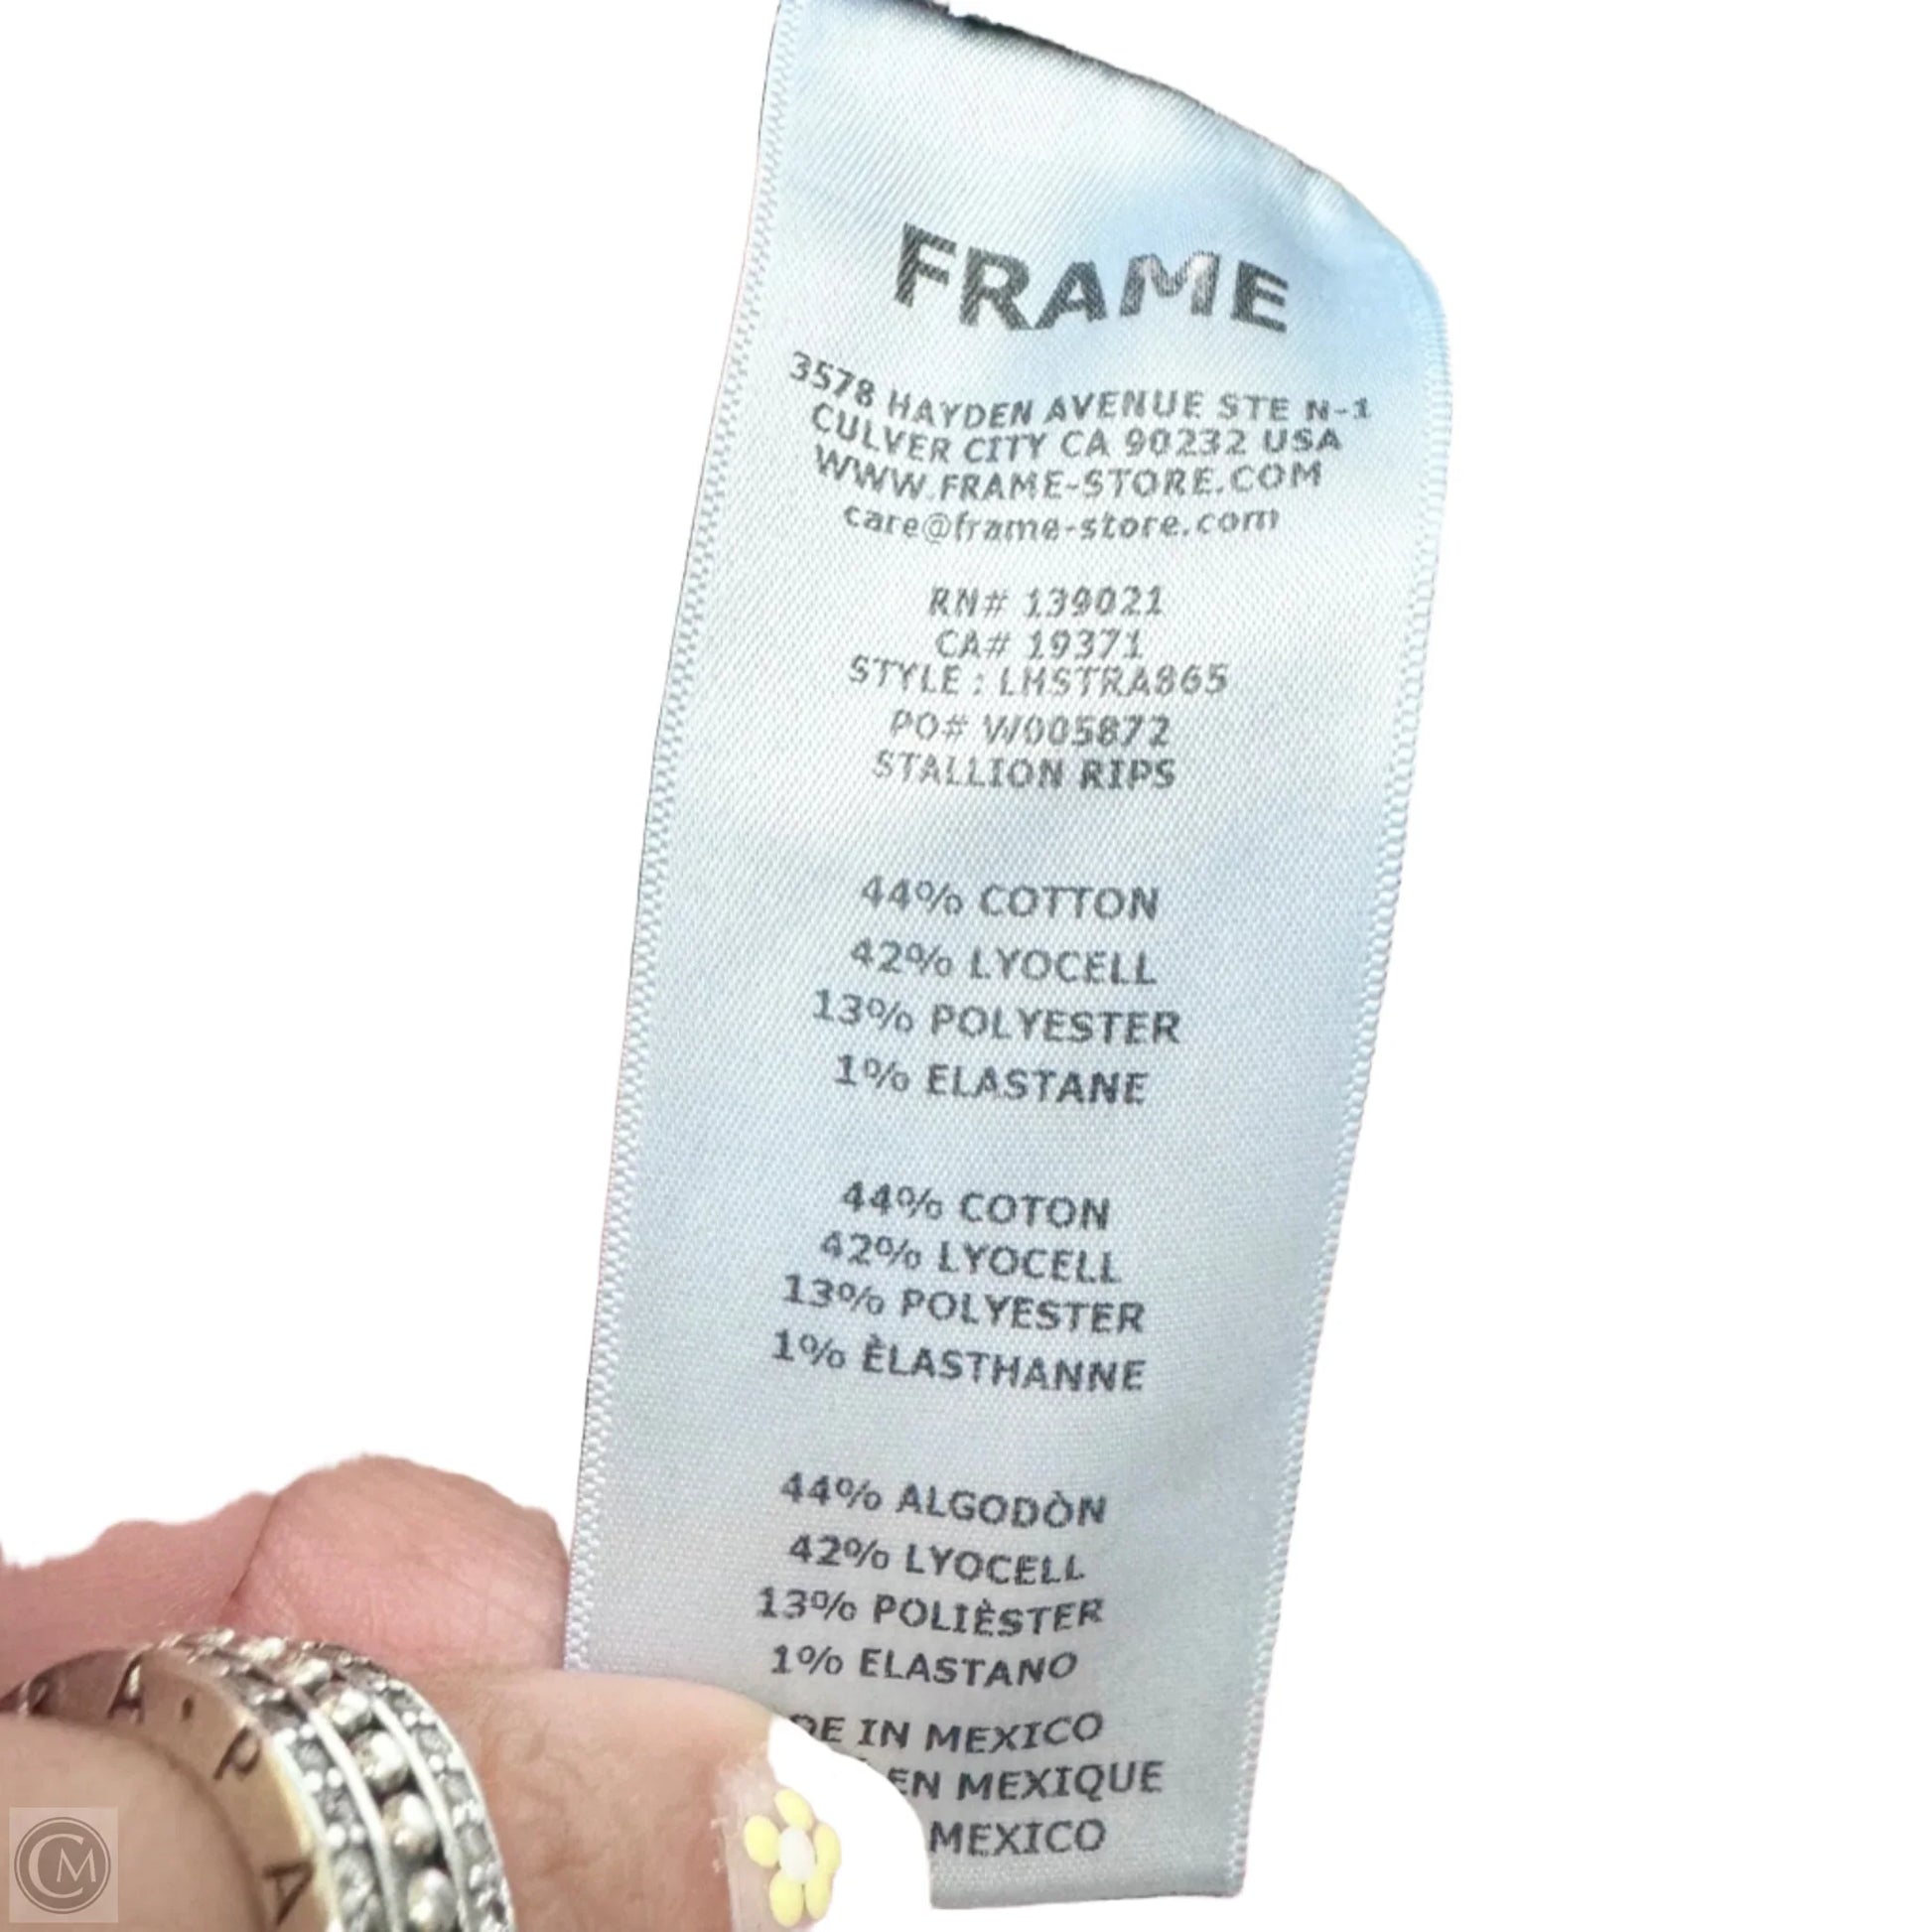 FRAME
3578 HAYDEN AVENUE STE N-1
CULVER CITY CA 90232 USA
WWW.FRAME-STORE.COM
care@frame-store.com
RN# 139021
CA# 19371
STYLE : LHSTRA865
PO# W005872
STALLION RIPS
44% COTTON
42% LYOCELL
13% POLYESTER
1% ELASTANE
44% COTON
42% LYOCELL
13% POLYESTER
1% ÈLASTHANNE
44% ALGODÒN
42% LYOCELL
13% POLIÈSTER
1% ELASTANO
DE IN MEXICO
EN MEXIQUE
MEXICO
A · P A
CM